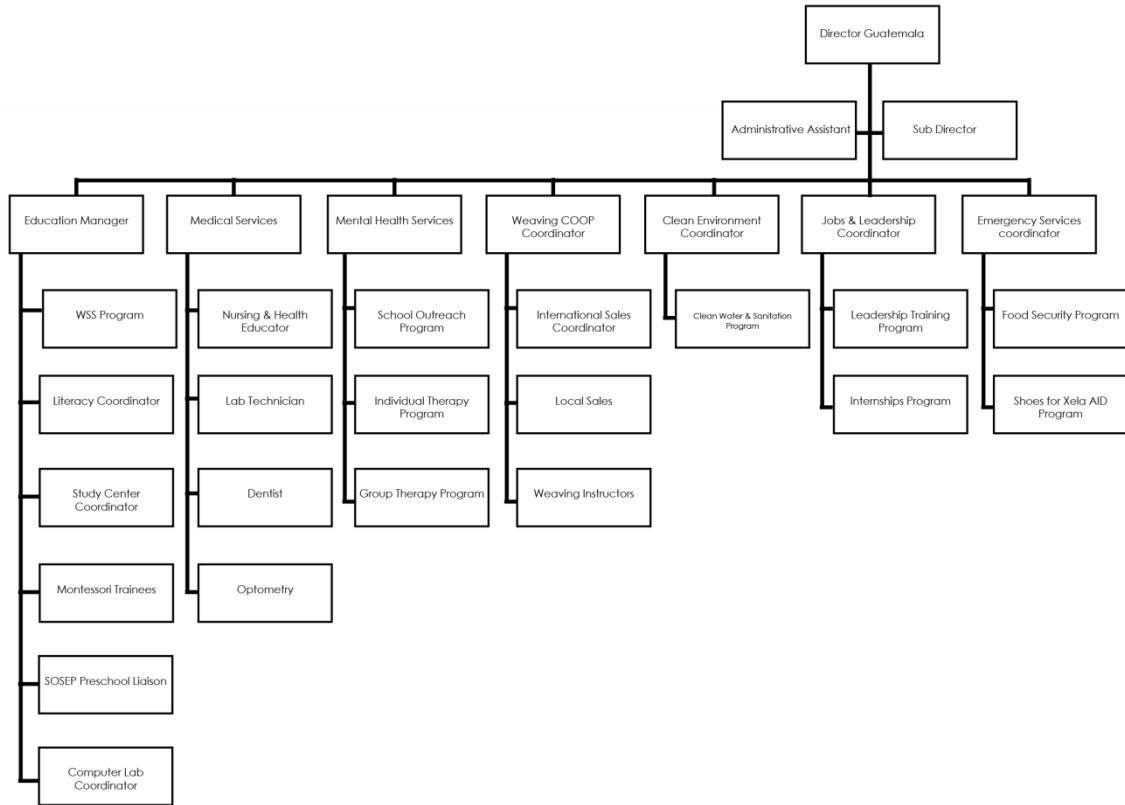 Director Guatemala
Administrative Assistant
Sub Director
Education Manager
Medical Services
Mental Health Services
Weaving COOP
Coordinator
Clean Environment
Coordinator
Jobs & Leadership
Coordinator
Emergency Services
coordinator
WSS Program
Literacy Coordinator
Study Center
Coordinator
Montessori Trainees
SOSEP Preschool Liaison
Computer Lab
Coordinator
Nursing & Health
Educator
Lab Technician
Dentist
Optometry
School Outreach
Program
Individual Therapy
Program
Group Therapy Program
International Sales
Coordinator
Local Sales
Weaving Instructors
Clean Water & Sanitation
Program
Leadership Training
Program
Internships Program
Food Security Program
Shoes for Xela AID
Program